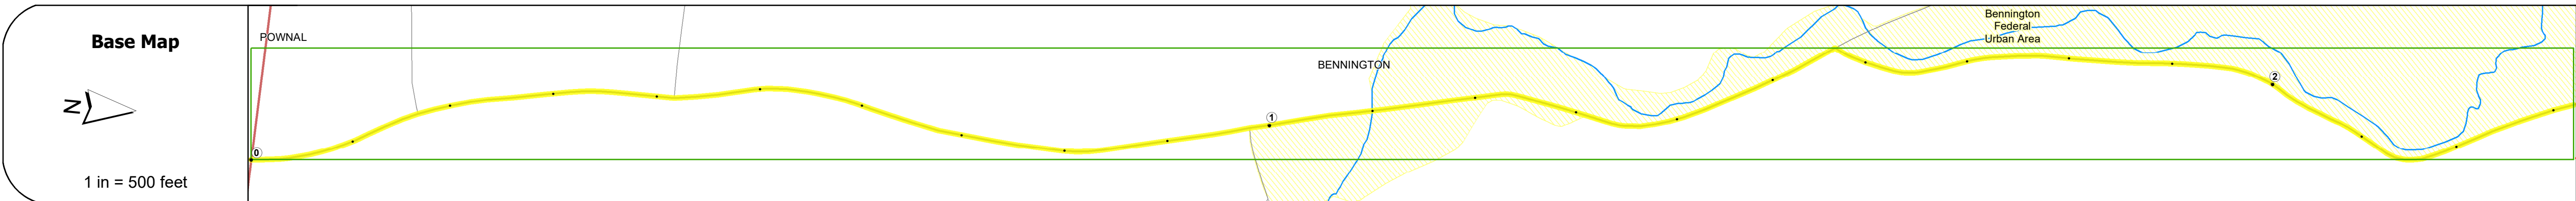 Base Map
N
1 in = 500 feet
POWNAL
0
1
BENNINGTON
Bennington
Federal
Urban Area
2